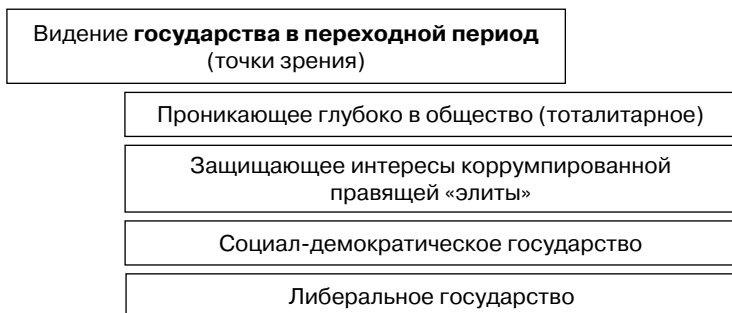 Видение государства в переходной период
(точки зрения)
Проникающее глубоко в общество (тоталитарное)
Защищающее интересы коррумпированной
правящей «элиты»
Социал-демократическое государство
Либеральное государство